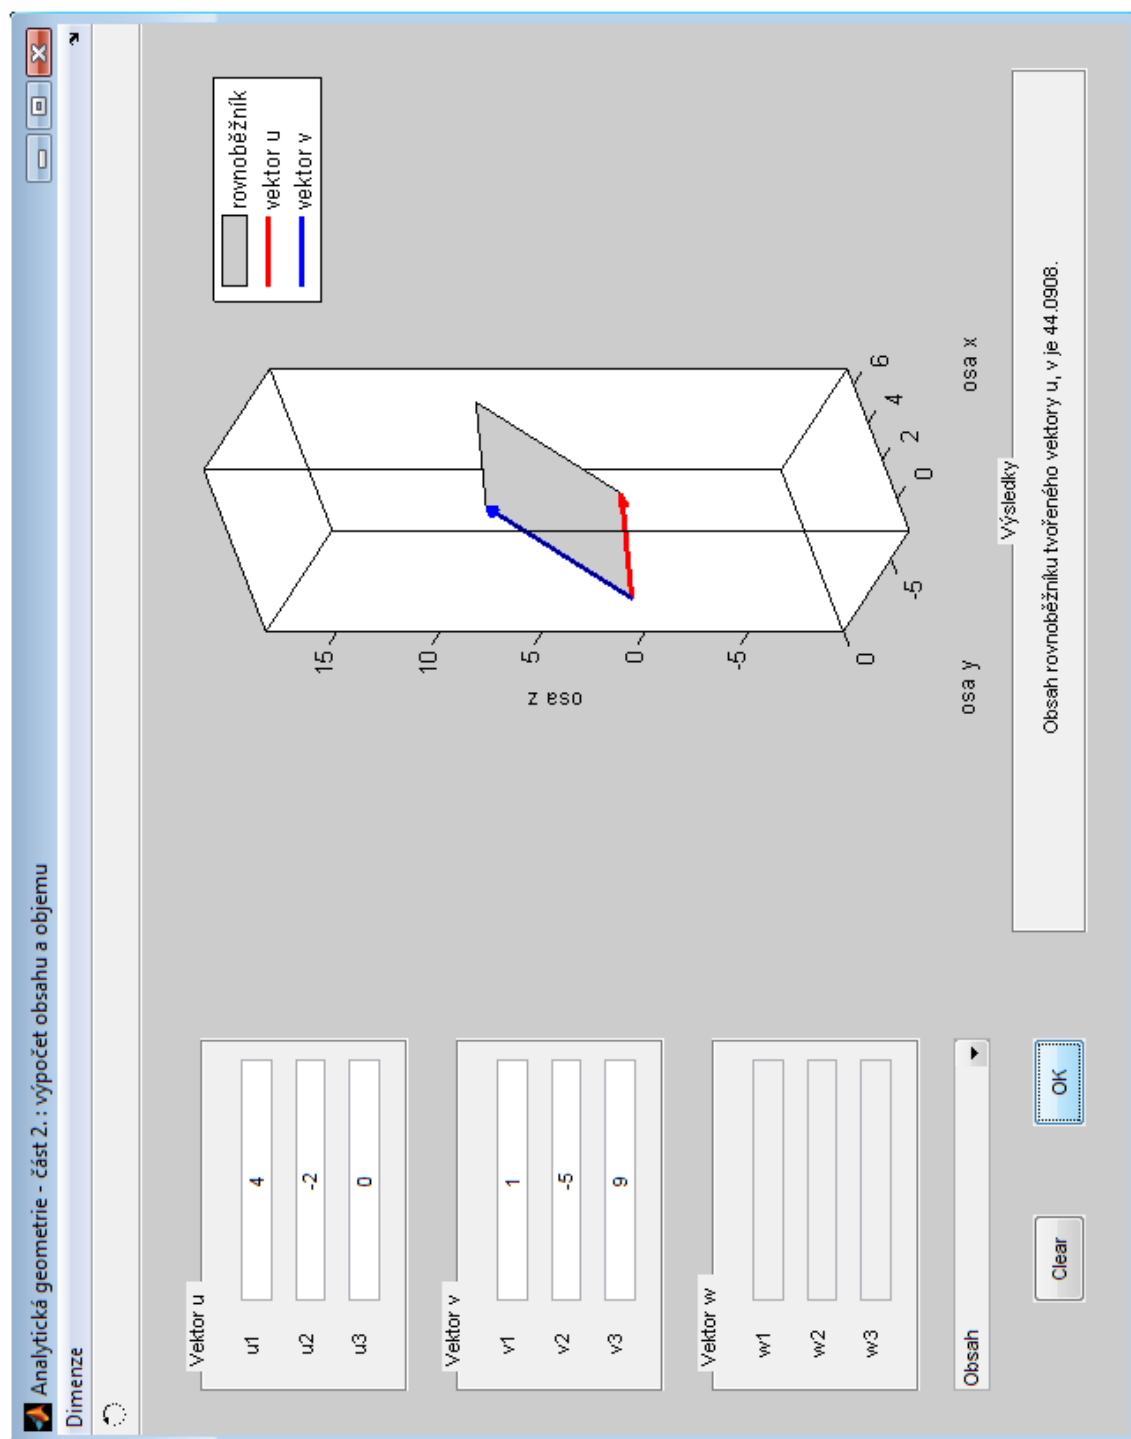 Analytická geometrie - část 2. : výpočet obsahu a objemu
Dimenze
Vektor u
u1 4
u2 -2
u3 0
Vektor v
v1 1
v2 -5
v3 9
Vektor w
w1
w2
w3
Obsah
Clear
OK
rovnoběžník
vektor u
vektor v
15
10
5
0
-5
osa z
0
-5
osa y
0
2
4
6
osa x
Výsledky
Obsah rovnoběžníku tvořeného vektory u, v je 44.0908.